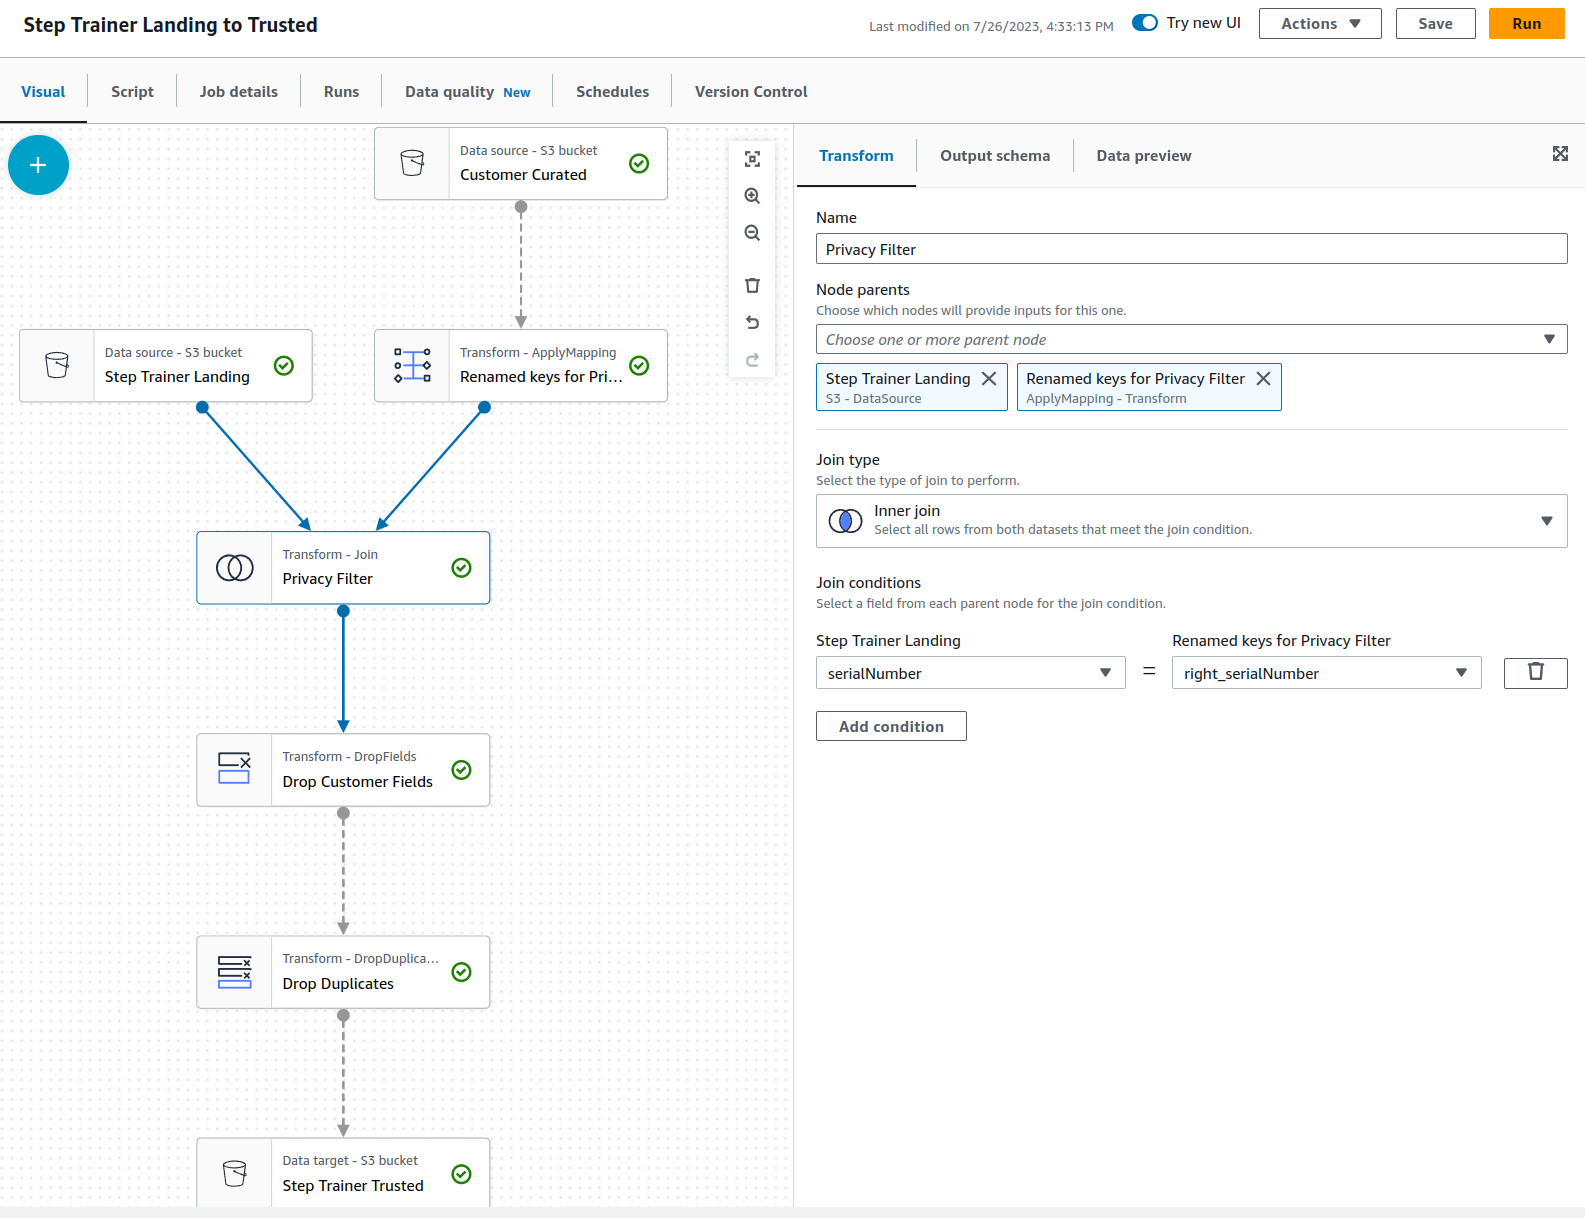 Step Trainer Landing to Trusted
Last modified on 7/26/2023, 4:33:13 PM
Try new UI
Actions
Save
Run
Visual
Script
Job details
Runs
Data quality New
Schedules
Version Control
Data source - S3 bucket
Customer Curated
Data source - S3 bucket
Step Trainer Landing
Transform - ApplyMapping
Renamed keys for Pri...
Transform - Join
Privacy Filter
Transform - DropFields
Drop Customer Fields
Transform - DropDuplica...
Drop Duplicates
Data target - S3 bucket
Step Trainer Trusted
Transform
Output schema
Data preview
Name
Privacy Filter
Node parents
Choose which nodes will provide inputs for this one.
Choose one or more parent node
Step Trainer Landing
S3 - DataSource
Renamed keys for Privacy Filter
ApplyMapping - Transform
Join type
Select the type of join to perform.
Inner join
Select all rows from both datasets that meet the join condition.
Join conditions
Select a field from each parent node for the join condition.
Step Trainer Landing
Renamed keys for Privacy Filter
serialNumber
=
right_serialNumber
Add condition